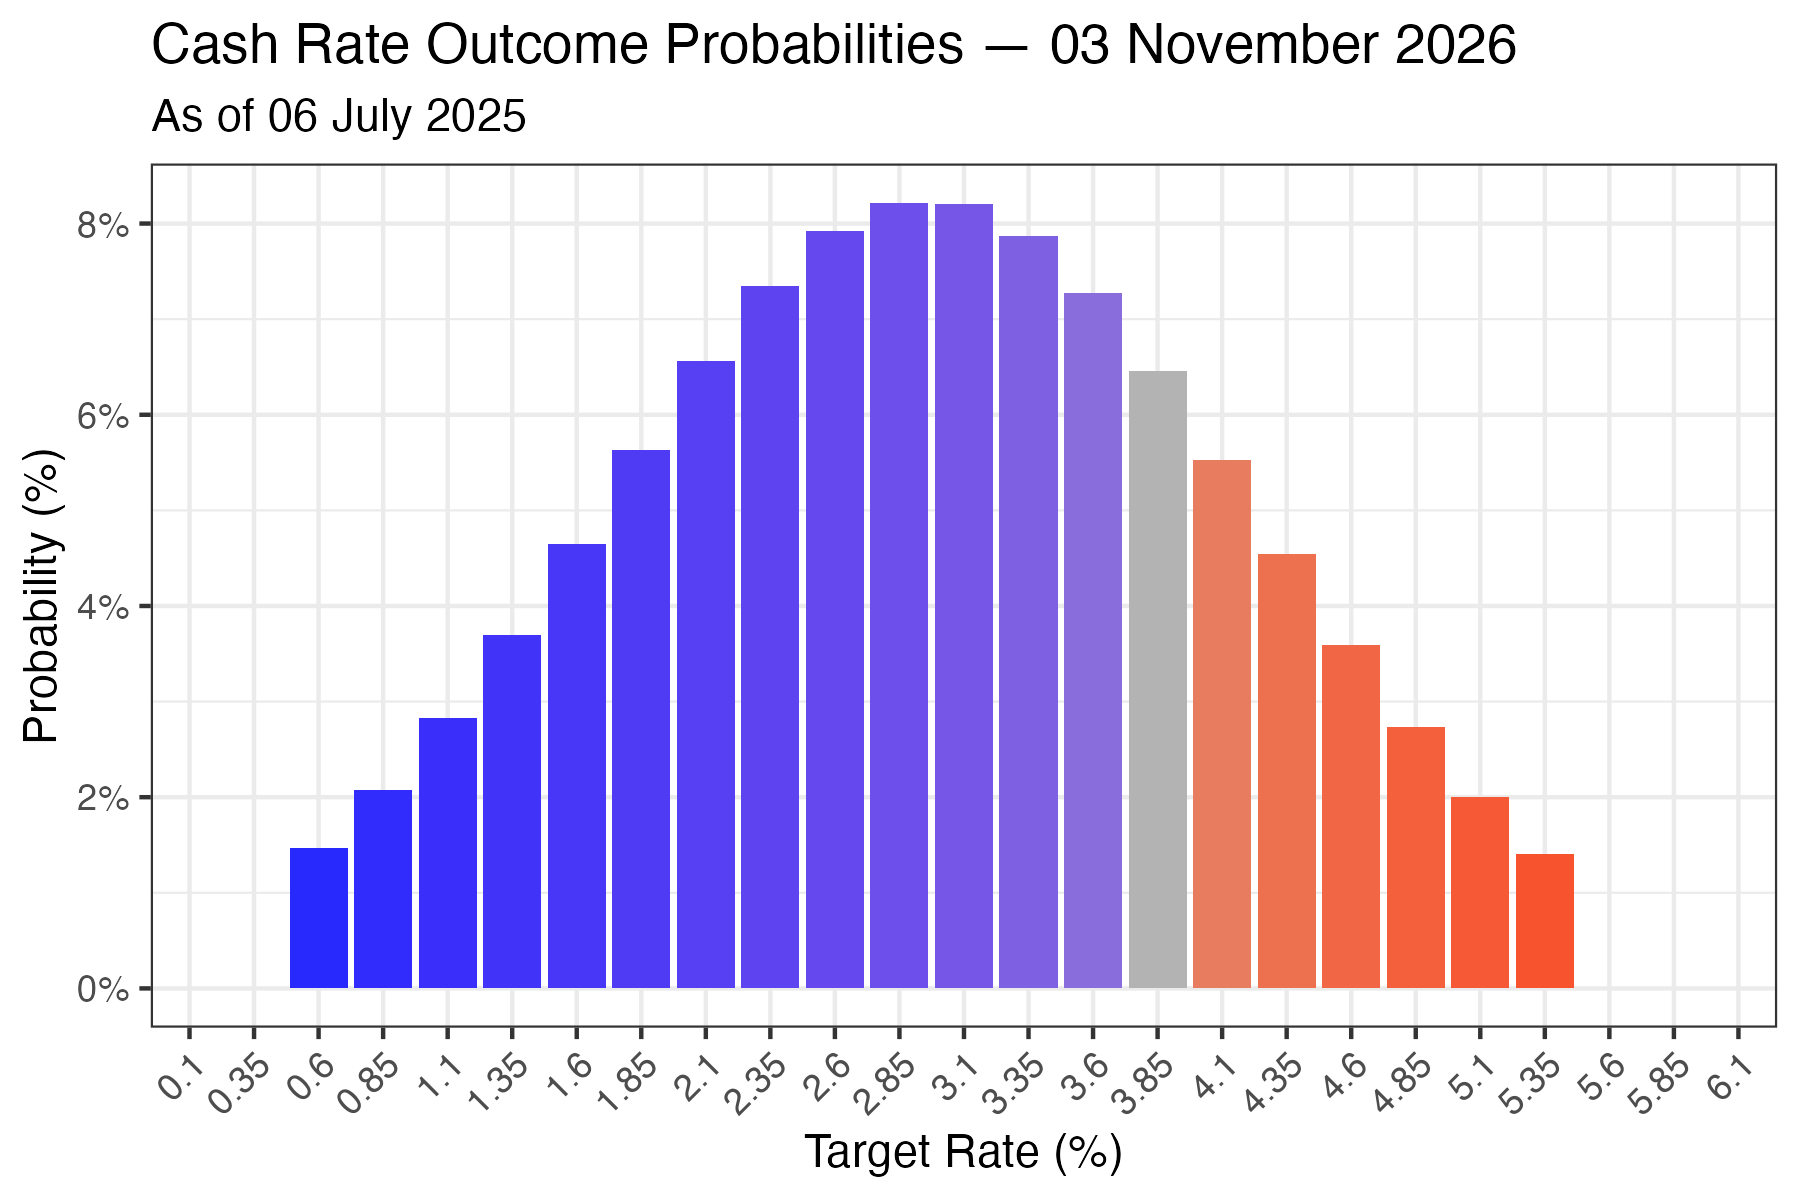 Cash Rate Outcome Probabilities — 03 November 2026
As of 06 July 2025
Probability (%)
8%
6%
4%
2%
0%
0.1 0.35 0.6 0.85 1.1 1.35 1.6 1.85 2.1 2.35 2.6 2.85 3.1 3.35 3.6 3.85 4.1 4.35 4.6 4.85 5.1 5.35 5.6 5.85 6.1
Target Rate (%)